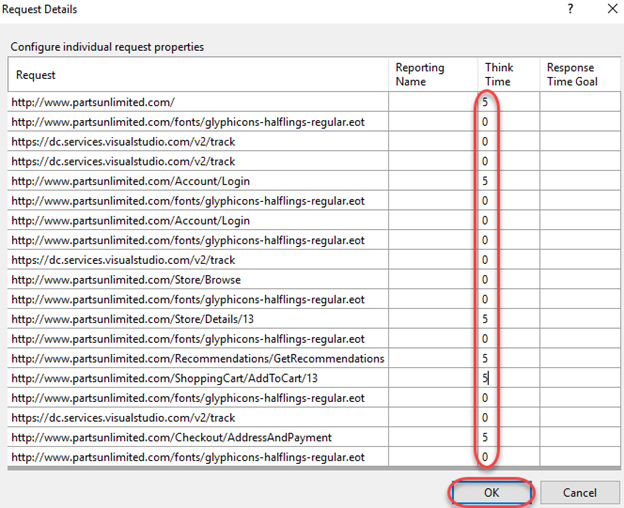 Request Details ? X
Configure individual request properties
Request Reporting Name Think Time Response Time Goal
http://www.partsunlimited.com/ 5
http://www.partsunlimited.com/fonts/glyphicons-halflings-regular.eot 0
https://dc.services.visualstudio.com/v2/track 0
https://dc.services.visualstudio.com/v2/track 0
http://www.partsunlimited.com/Account/Login 5
http://www.partsunlimited.com/fonts/glyphicons-halflings-regular.eot 0
http://www.partsunlimited.com/Account/Login 0
http://www.partsunlimited.com/fonts/glyphicons-halflings-regular.eot 0
https://dc.services.visualstudio.com/v2/track 0
http://www.partsunlimited.com/Store/Browse 0
http://www.partsunlimited.com/fonts/glyphicons-halflings-regular.eot 0
http://www.partsunlimited.com/Store/Details/13 5
http://www.partsunlimited.com/fonts/glyphicons-halflings-regular.eot 0
http://www.partsunlimited.com/Recommendations/GetRecommendations 5
http://www.partsunlimited.com/ShoppingCart/AddToCart/13 5
http://www.partsunlimited.com/fonts/glyphicons-halflings-regular.eot 0
https://dc.services.visualstudio.com/v2/track 0
http://www.partsunlimited.com/Checkout/AddressAndPayment 5
http://www.partsunlimited.com/fonts/glyphicons-halflings-regular.eot 0
OK Cancel